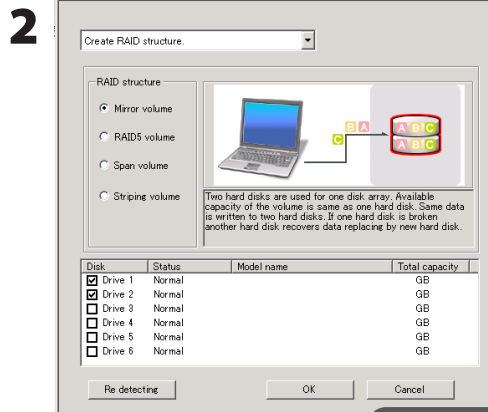 2
Create RAID structure.
RAID structure
Mirror volume
RAID5 volume
Span volume
Striping volume
B A
C
A B C
A B C
Two hard disks are used for one disk array. Available
capacity of the volume is same as one hard disk. Same data
is written to two hard disks. If one hard disk is broken
another hard disk recovers data replacing by new hard disk.
Disk Status Model name Total capacity
Drive 1 Normal GB
Drive 2 Normal GB
Drive 3 Normal GB
Drive 4 Normal GB
Drive 5 Normal GB
Drive 6 Normal GB
Re detecting OK Cancel